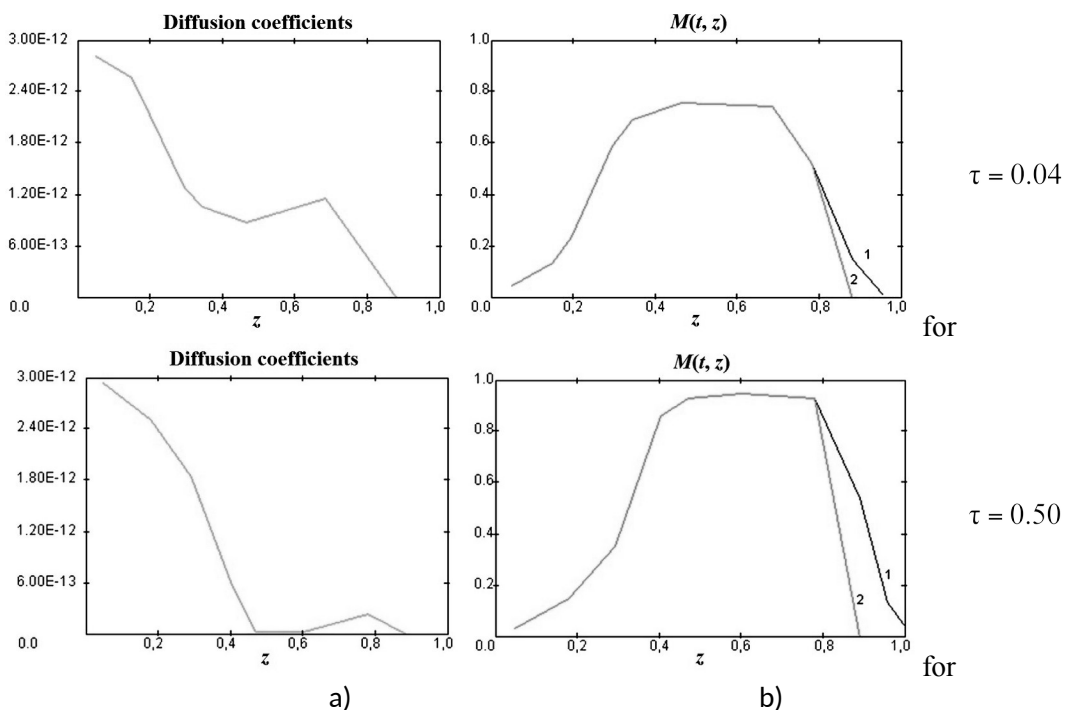 Diffusion coefficients
3.00E-12
2.40E-12
1.80E-12
1.20E-12
6.00E-13
0.0
0,2
0,4
0,6
0,8
1,0
z
M(t, z)
1.0
0.8
0.6
0.4
0.2
0.0
0,2
0,4
0,6
0,8
1,0
z
1
2
τ = 0.04
for
Diffusion coefficients
3.00E-12
2.40E-12
1.80E-12
1.20E-12
6.00E-13
0.0
0,2
0,4
0,6
0,8
1,0
z
M(t, z)
1.0
0.8
0.6
0.4
0.2
0.0
0,2
0,4
0,6
0,8
1,0
z
1
2
τ = 0.50
for
a)
b)